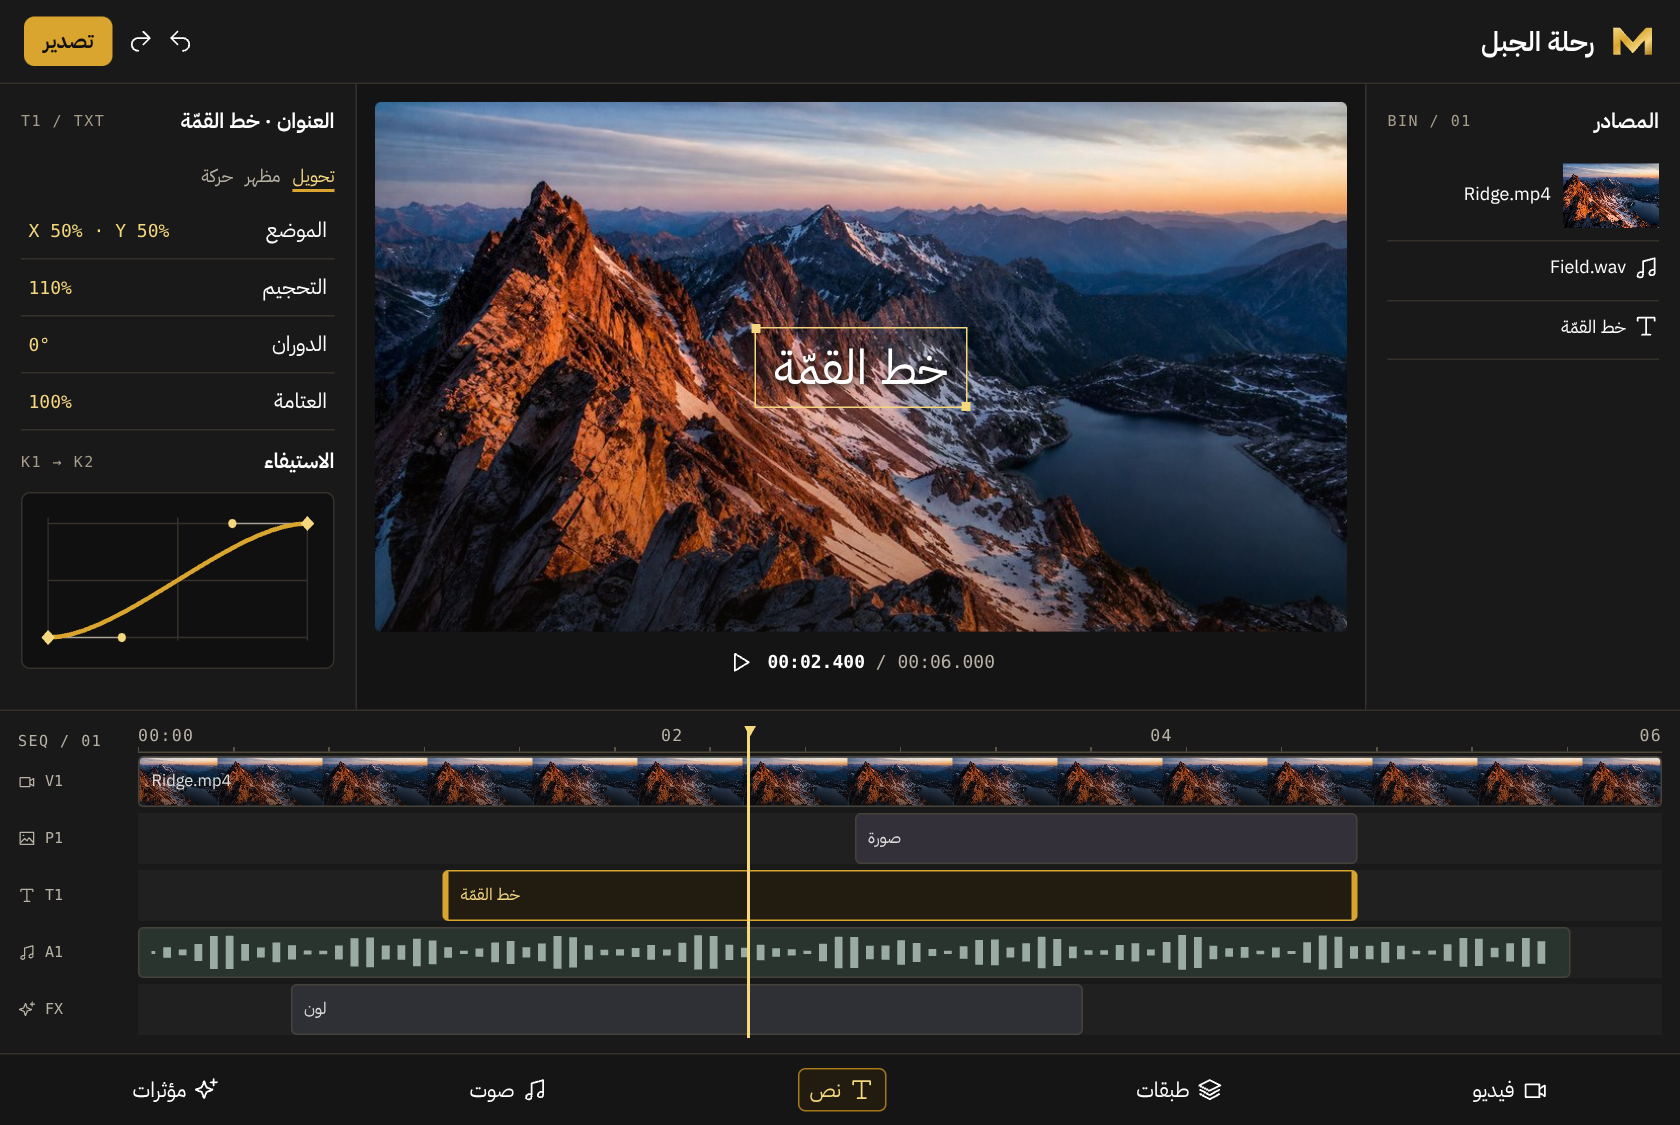 M رحلة الجبل
تصدير
المصادر
BIN / 01
Ridge.mp4
Field.wav
خط القمّة
خط القمّة
00:02.400 / 00:06.000
العنوان · خط القمّة
T1 / TXT
تحويل مظهر حركة
الموضع X 50% · Y 50%
التحجيم 110%
الدوران 0°
العتامة 100%
الاستيفاء
K1 → K2
SEQ / 01
00:00 02 04 06
V1 Ridge.mp4
P1 صورة
T1 خط القمّة
A1
FX لون
فيديو
طبقات
نص
صوت
مؤثرات